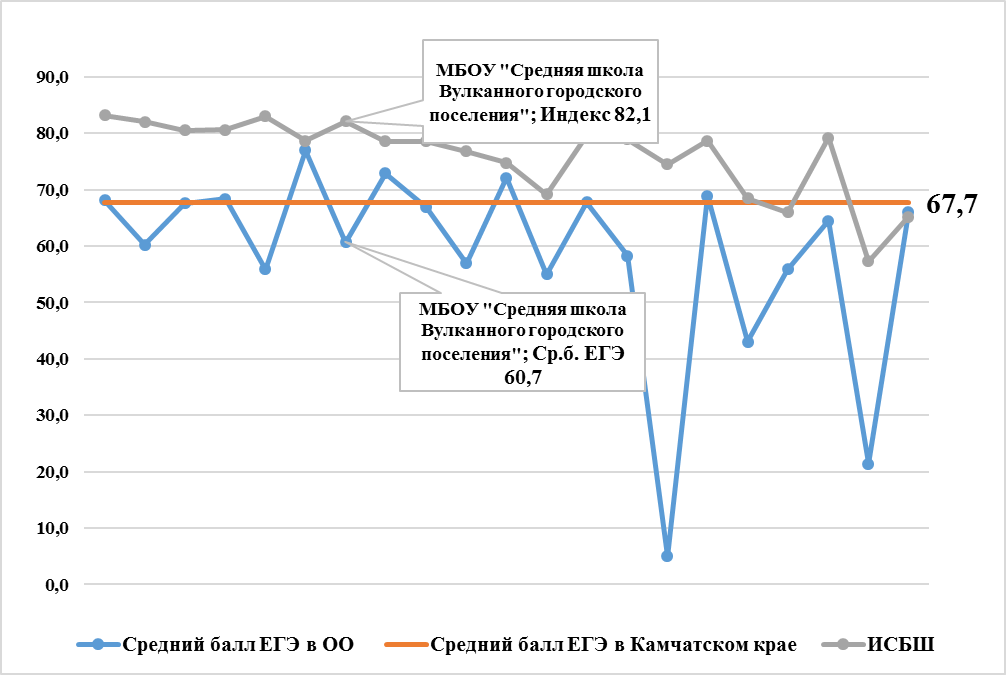 90,0
80,0
70,0
60,0
50,0
40,0
30,0
20,0
10,0
0,0
МБОУ "Средняя школа
Вулканного городского
поселения"; Индекс 82,1
67,7
МБОУ "Средняя школа
Вулканного городского
поселения"; Ср.б. ЕГЭ
60,7
Средний балл ЕГЭ в ОО
Средний балл ЕГЭ в Камчатском крае
ИСБШ